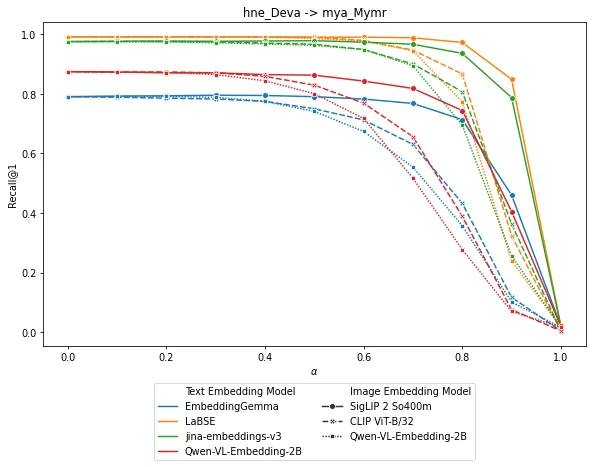 hne_Deva -> mya_Mymr
Recall@1
1.0
0.8
0.6
0.4
0.2
0.0
0.0 0.2 0.4 0.6 0.8 1.0
α
Text Embedding Model
EmbeddingGemma
LaBSE
jina-embeddings-v3
Qwen-VL-Embedding-2B
Image Embedding Model
SigLIP 2 So400m
CLIP ViT-B/32
Qwen-VL-Embedding-2B